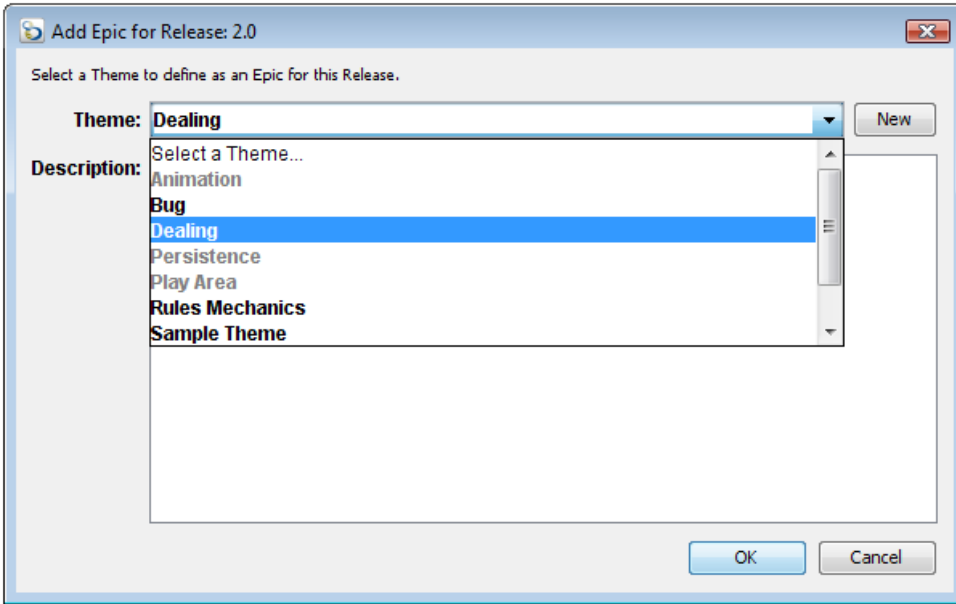 Add Epic for Release: 2.0
Select a Theme to define as an Epic for this Release.
Theme: Dealing New
Description:
Select a Theme...
Animation
Bug
Dealing
Persistence
Play Area
Rules Mechanics
Sample Theme
OK Cancel